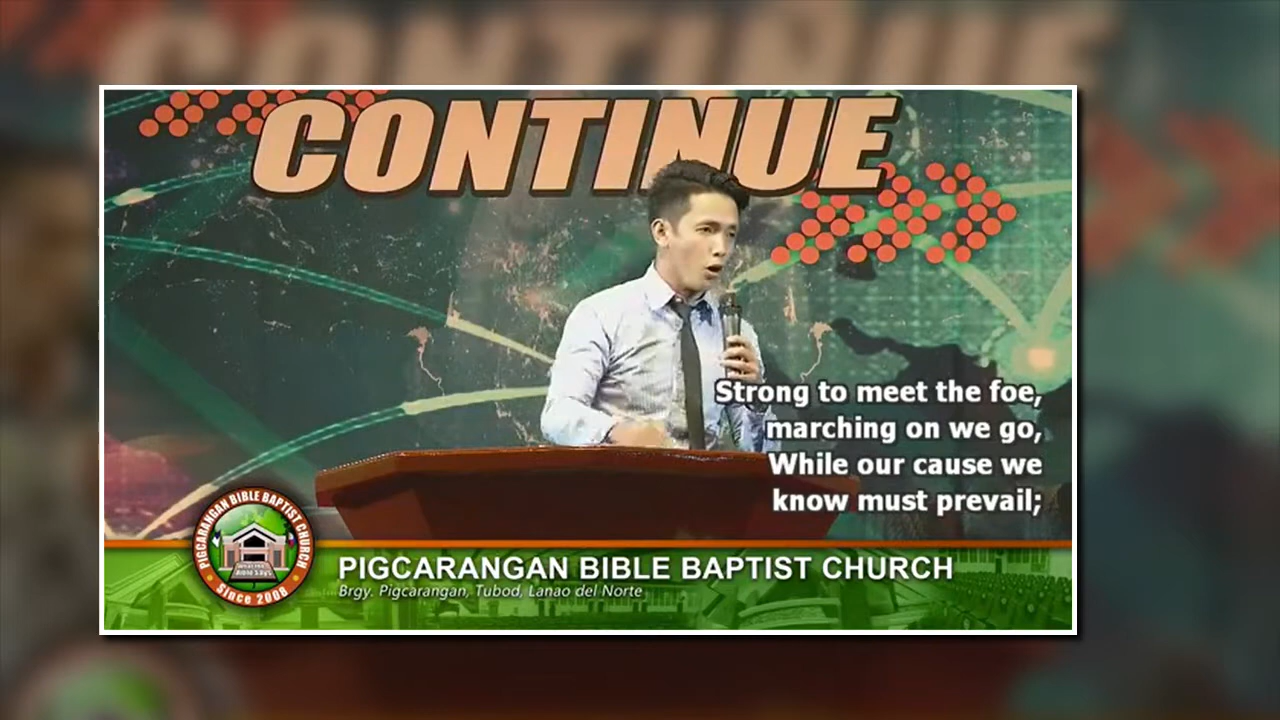 CONTINUE
Strong to meet the foe,
marching on we go,
While our cause we
know must prevail;
PIGCARANGAN BIBLE BAPTIST CHURCH
Since 2008
PIGCARANGAN BIBLE BAPTIST CHURCH
Brgy. Pigcarangan, Tubod, Lanao del Norte